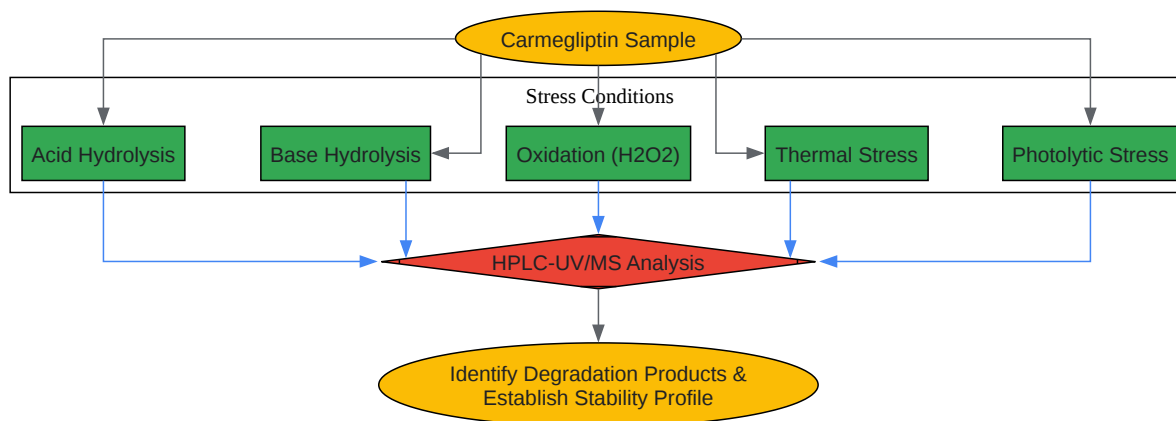 Carmegliptin Sample
Stress Conditions
Acid Hydrolysis
Base Hydrolysis
Oxidation (H2O2)
Thermal Stress
Photolytic Stress
HPLC-UV/MS Analysis
Identify Degradation Products &
Establish Stability Profile